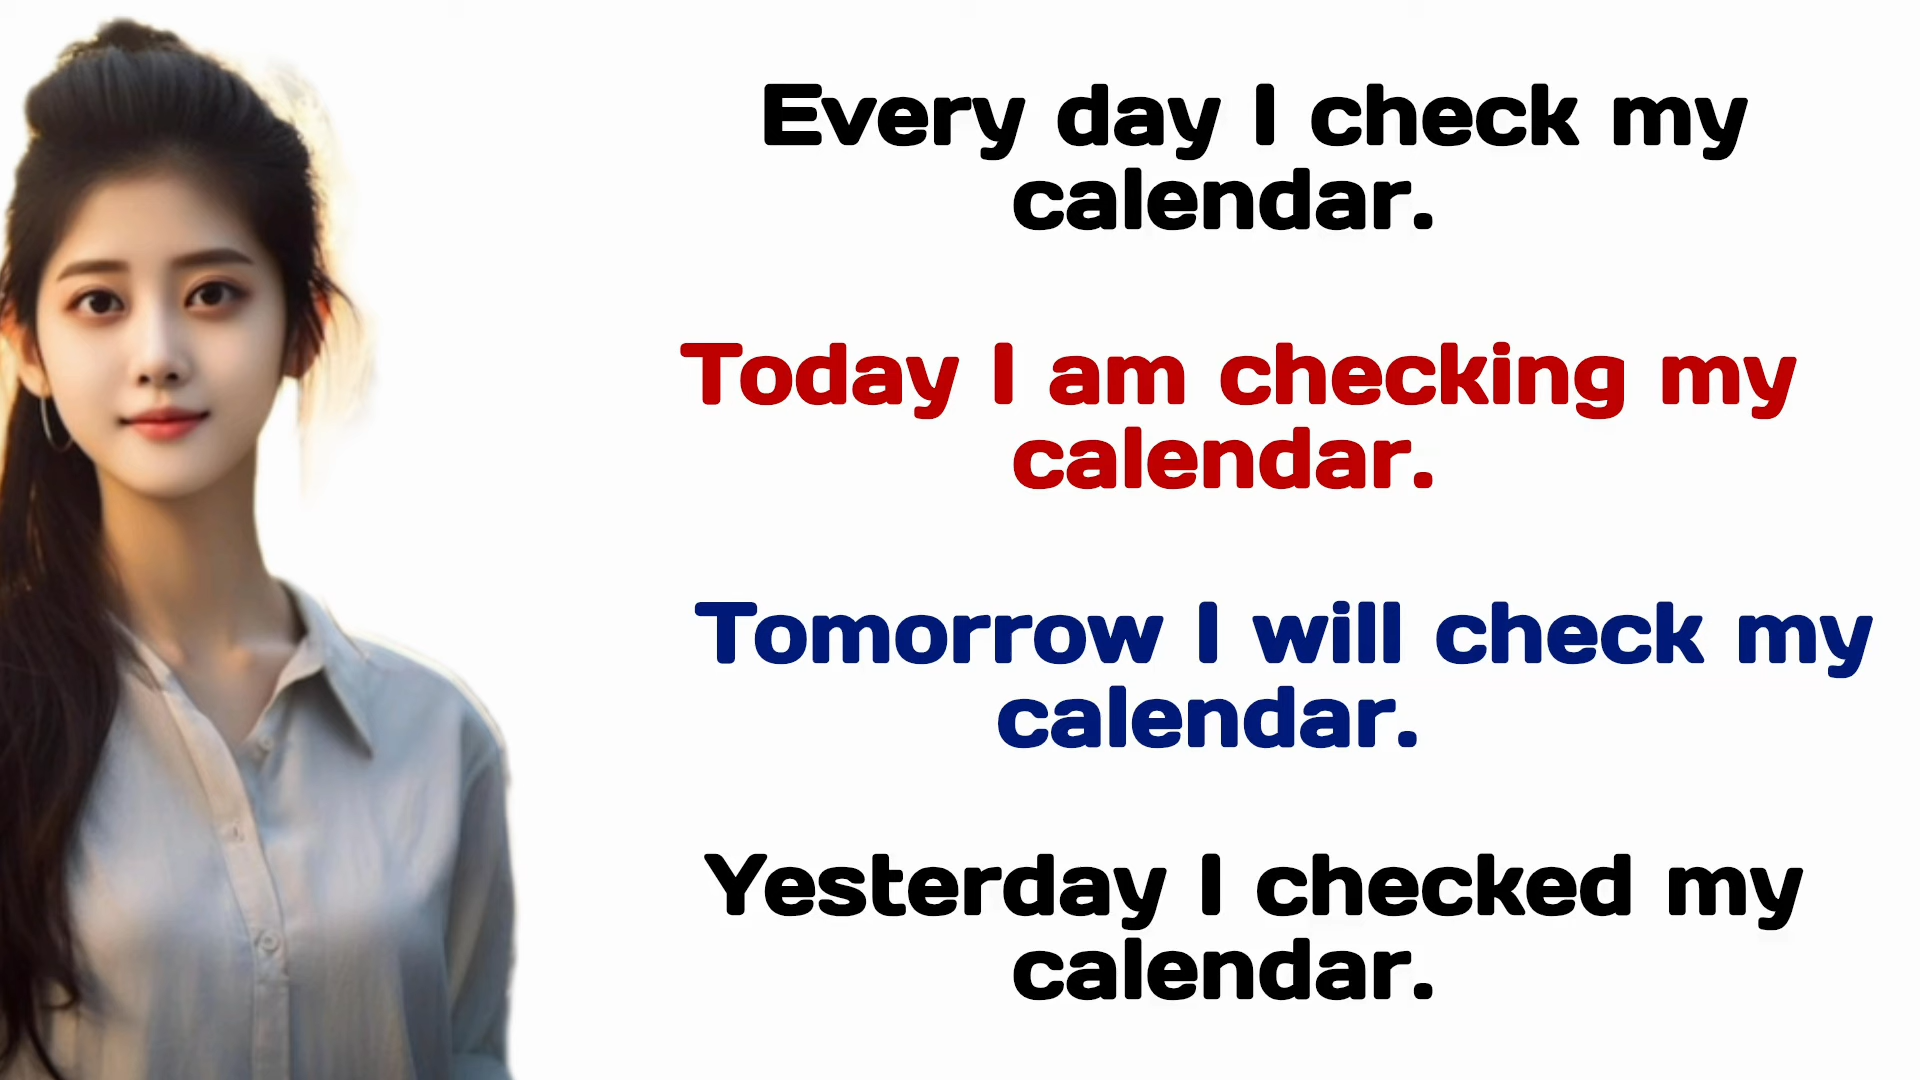 Every day I check my
calendar.
Today I am checking my
calendar.
Tomorrow I will check my
calendar.
Yesterday I checked my
calendar.